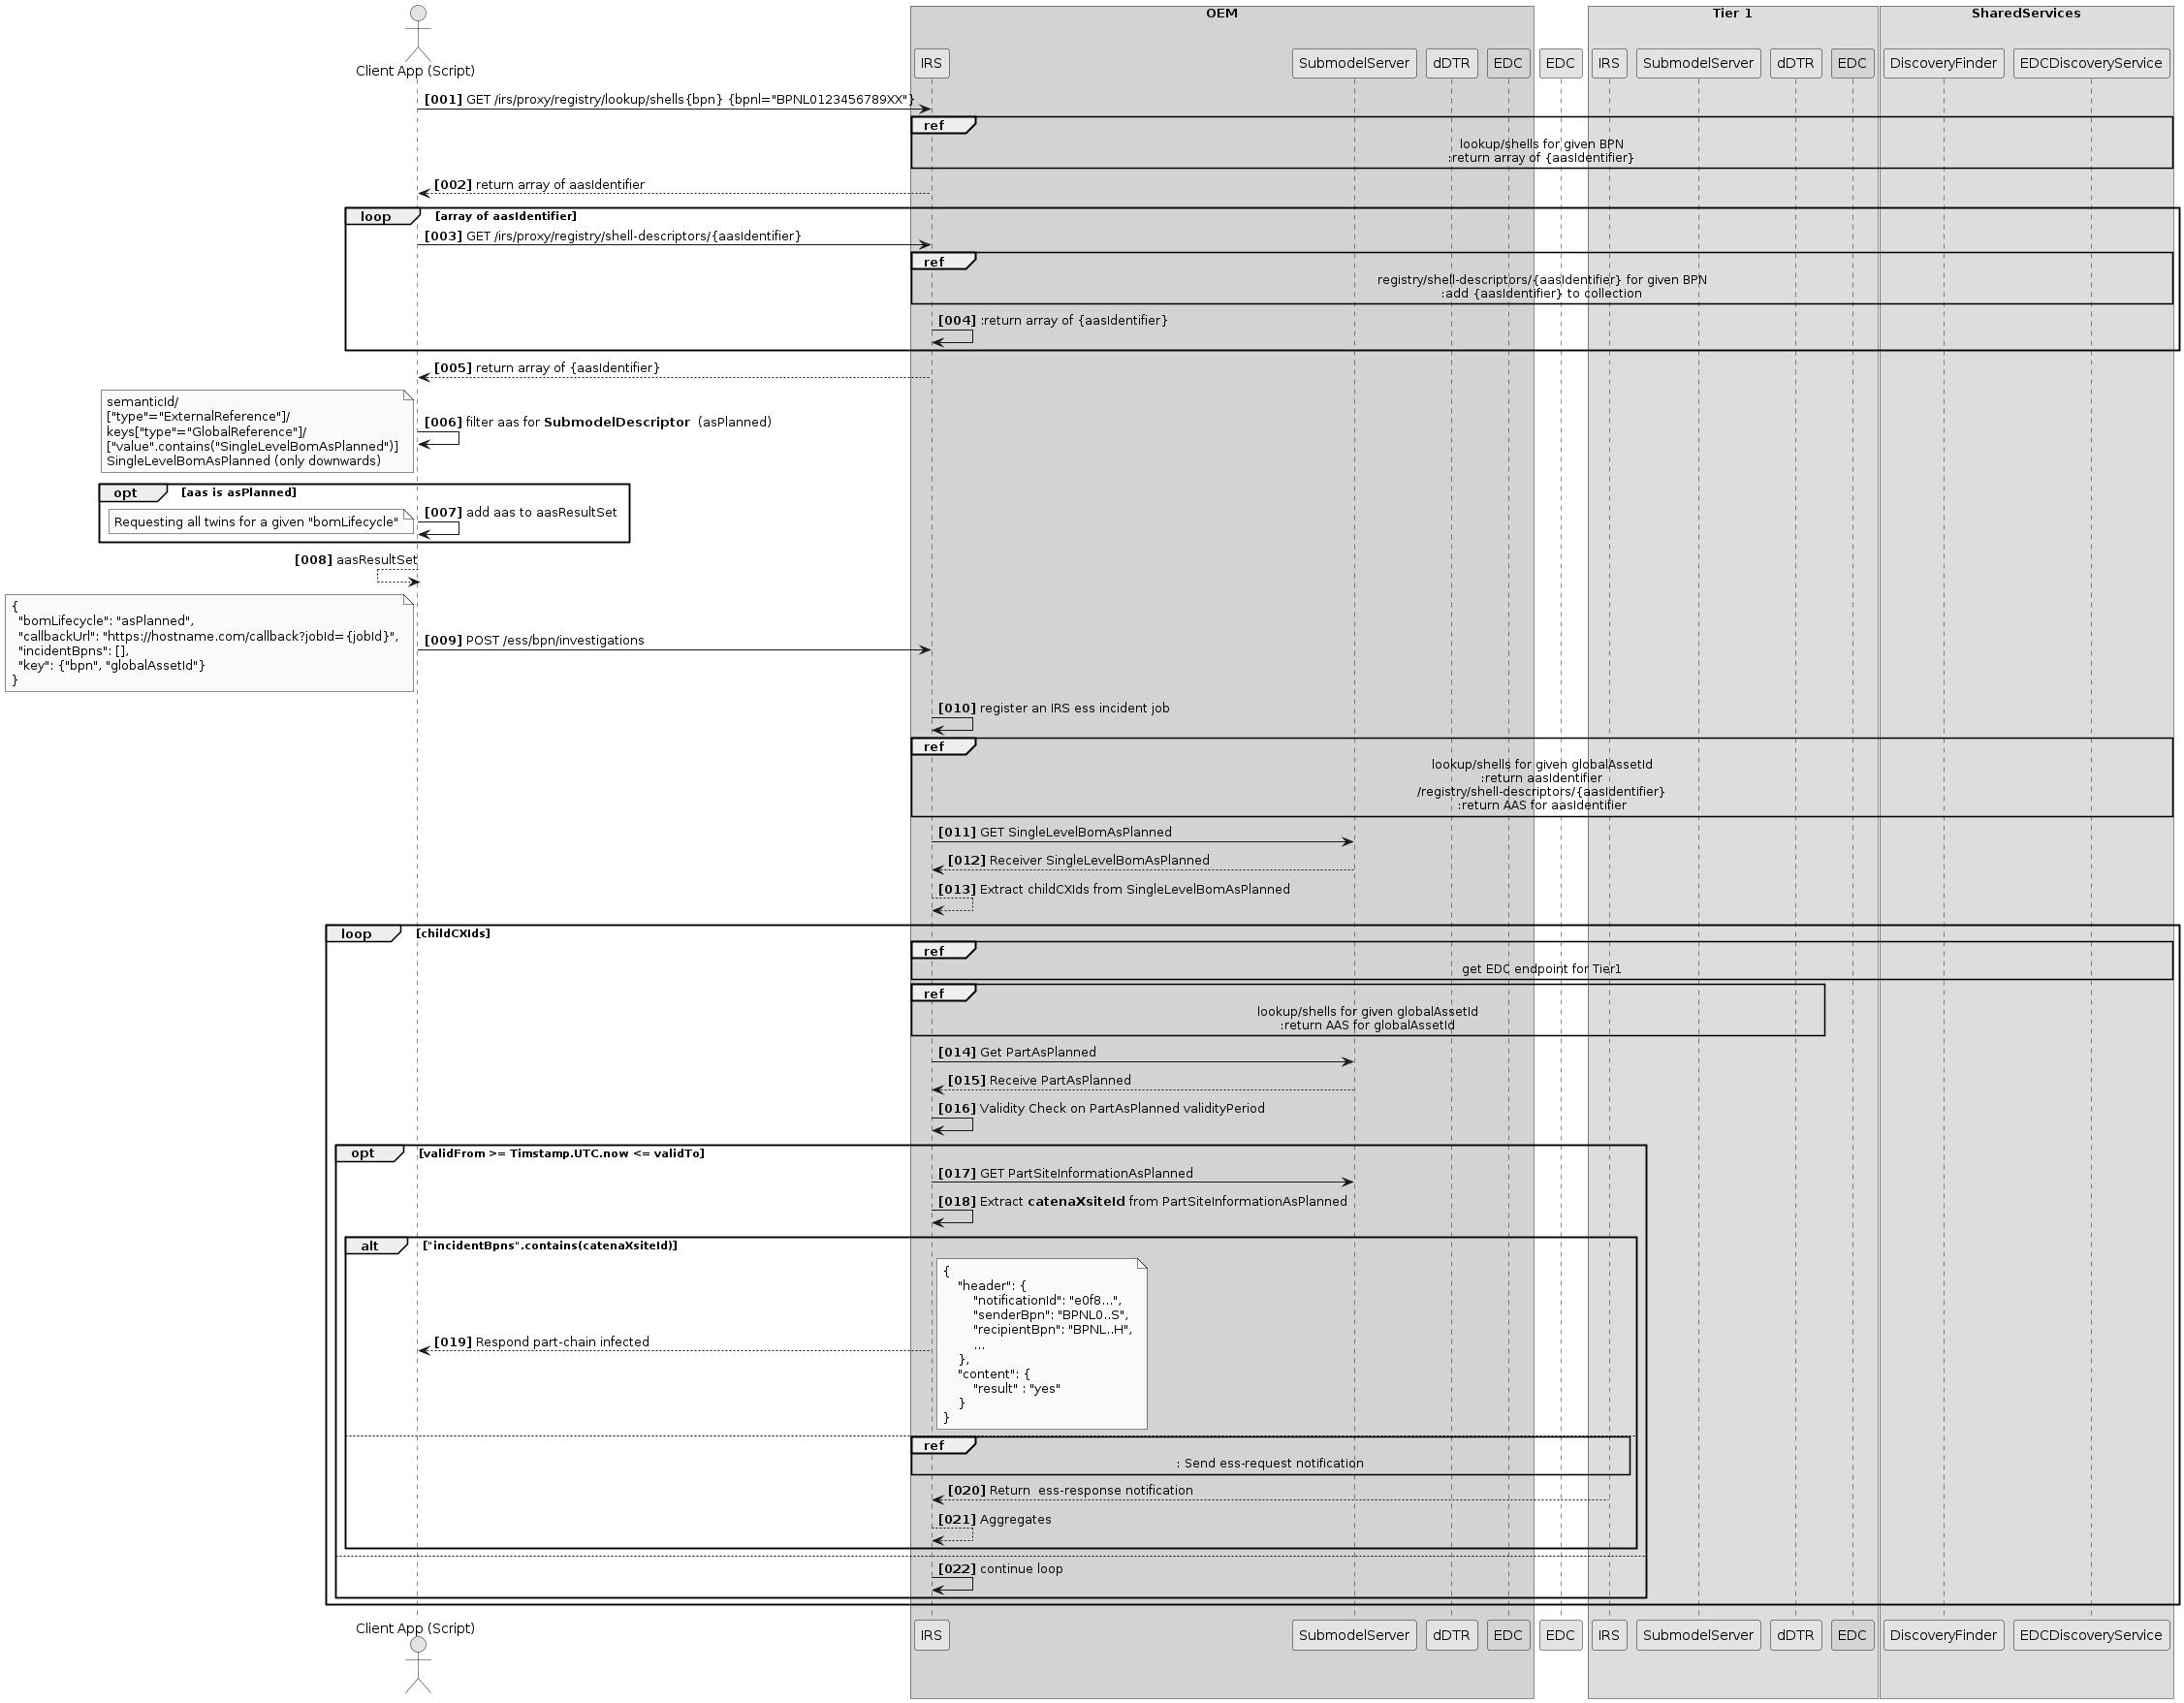 OEM
Tier 1
SharedServices
Client App (Script)
IRS
SubmodelServer
dDTR
EDC
EDC
IRS
SubmodelServer
dDTR
EDC
DiscoveryFinder
EDCDiscoveryService
[001] GET /irs/proxy/registry/lookup/shells{bpn} {bpnl="BPNL0123456789XX"}
ref
lookup/shells for given BPN
:return array of {aasIdentifier}
[002] return array of aasIdentifier
loop [array of aasIdentifier]
[003] GET /irs/proxy/registry/shell-descriptors/{aasIdentifier}
ref
registry/shell-descriptors/{aasIdentifier} for given BPN
:add {aasIdentifier} to collection
[004] :return array of {aasIdentifier}
[005] return array of {aasIdentifier}
semanticId/
["type"="ExternalReference"]/
keys["type"="GlobalReference"]/
["value".contains("SingleLevelBomAsPlanned")]
SingleLevelBomAsPlanned (only downwards)
[006] filter aas for SubmodelDescriptor  (asPlanned)
opt [aas is asPlanned]
Requesting all twins for a given "bomLifecycle"
[007] add aas to aasResultSet
[008] aasResultSet
{
"bomLifecycle": "asPlanned",
"callbackUrl": "https://hostname.com/callback?jobId={jobId}",
"incidentBpns": [],
"key": {"bpn", "globalAssetId"}
}
[009] POST /ess/bpn/investigations
[010] register an IRS ess incident job
ref
lookup/shells for given globalAssetId
:return aasIdentifier
/registry/shell-descriptors/{aasIdentifier}
:return AAS for aasIdentifier
[011] GET SingleLevelBomAsPlanned
[012] Receiver SingleLevelBomAsPlanned
[013] Extract childCXIds from SingleLevelBomAsPlanned
loop [childCXIds]
ref
get EDC endpoint for Tier1
ref
lookup/shells for given globalAssetId
:return AAS for globalAssetId
[014] Get PartAsPlanned
[015] Receive PartAsPlanned
[016] Validity Check on PartAsPlanned validityPeriod
opt [validFrom >= Timstamp.UTC.now <= validTo]
[017] GET PartSiteInformationAsPlanned
[018] Extract catenaXsiteId from PartSiteInformationAsPlanned
alt ["incidentBpns".contains(catenaXsiteId)]
[019] Respond part-chain infected
{
"header": {
"notificationId": "e0f8...",
"senderBpn": "BPNL0..S",
"recipientBpn": "BPNL..H",
...
},
"content": {
"result" : "yes"
}
}
ref
: Send ess-request notification
[020] Return  ess-response notification
[021] Aggregates
[022] continue loop
Client App (Script)
IRS
SubmodelServer
dDTR
EDC
EDC
IRS
SubmodelServer
dDTR
EDC
DiscoveryFinder
EDCDiscoveryService